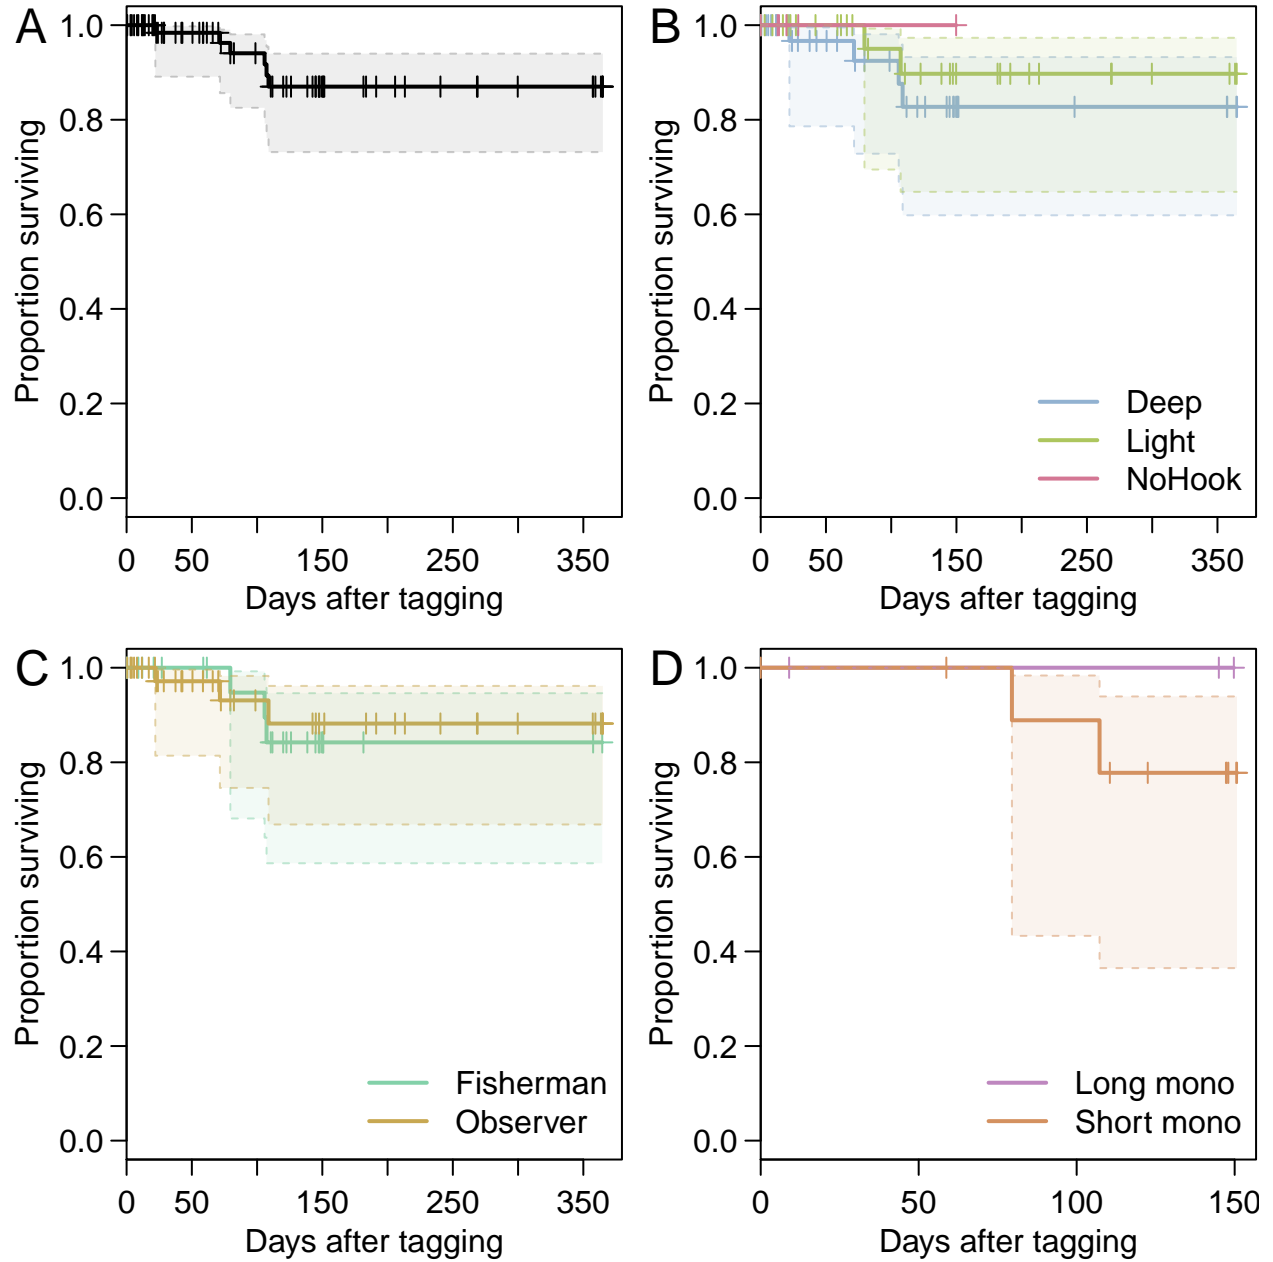 A
Proportion surviving
1.0
0.8
0.6
0.4
0.2
0.0
0 50 150 250 350
Days after tagging
B
Proportion surviving
1.0
0.8
0.6
0.4
0.2
0.0
Deep
Light
NoHook
0 50 150 250 350
Days after tagging
C
Proportion surviving
1.0
0.8
0.6
0.4
0.2
0.0
Fisherman
Observer
0 50 150 250 350
Days after tagging
D
Proportion surviving
1.0
0.8
0.6
0.4
0.2
0.0
Long mono
Short mono
0 50 100 150
Days after tagging